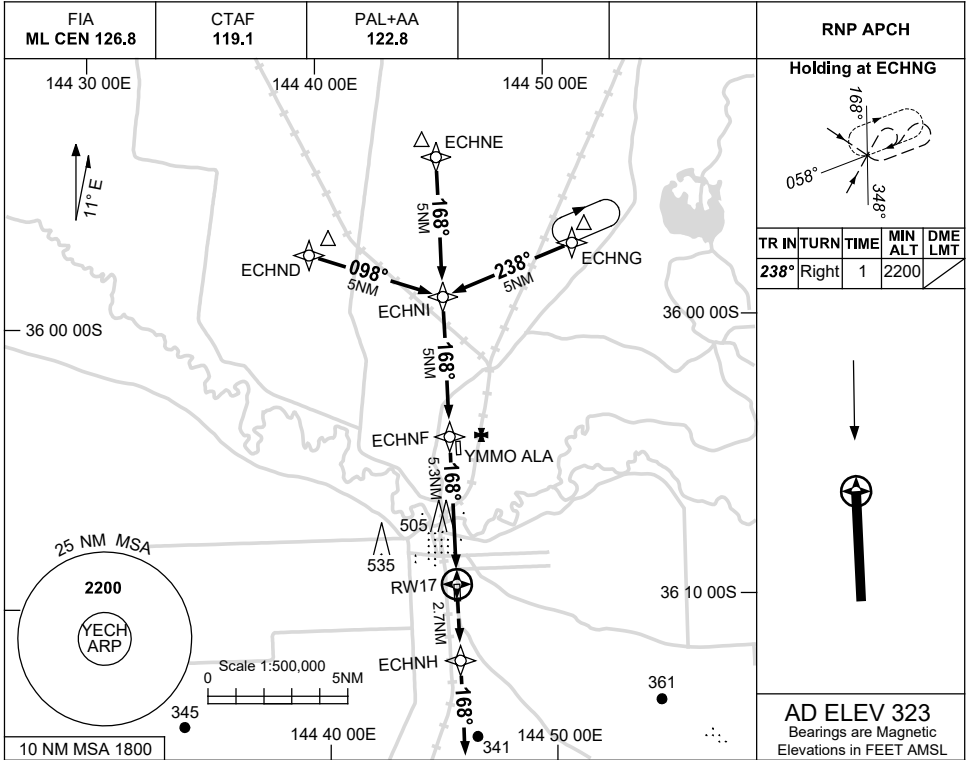 FIA
ML CEN 126.8
CTAF
119.1
PAL+AA
122.8
RNP APCH
144 30 00E
144 40 00E
144 50 00E
Holding at ECHNG
168°
058°
348°
TR IN TURN TIME MIN ALT DME LMT
238° Right 1 2200
11° E
ECHNE
168°
5NM
ECHND
098°
5NM
238°
5NM
ECHNG
ECHNI
36 00 00S
36 00 00S
168°
5NM
ECHNF
YMMO ALA
168°
5.3NM
505
535
25 NM MSA
2200
YECH
ARP
RW17
36 10 00S
2.7NM
ECHNH
Scale 1:500,000
0 5NM
168°
345
361
341
144 40 00E
144 50 00E
10 NM MSA 1800
AD ELEV 323
Bearings are Magnetic
Elevations in FEET AMSL